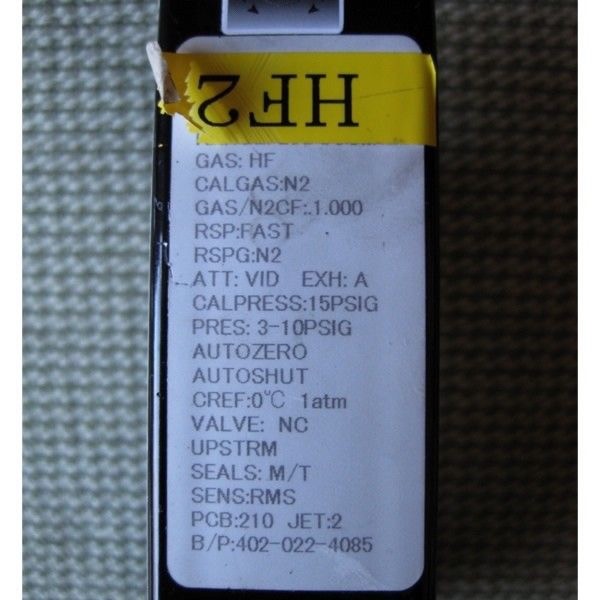 HF2
GAS: HF
CALGAS:N2
GAS/N2CF:.1.000
RSP:FAST
RSPG:N2
ATT: VID EXH: A
CALPRESS:15PSIG
PRES: 3-10PSIG
AUTOZERO
AUTOSHUT
CREF:0℃ 1atm
VALVE: NC
UPSTRM
SEALS: M/T
SENS:RMS
PCB:210 JET:2
B/P:402-022-4085